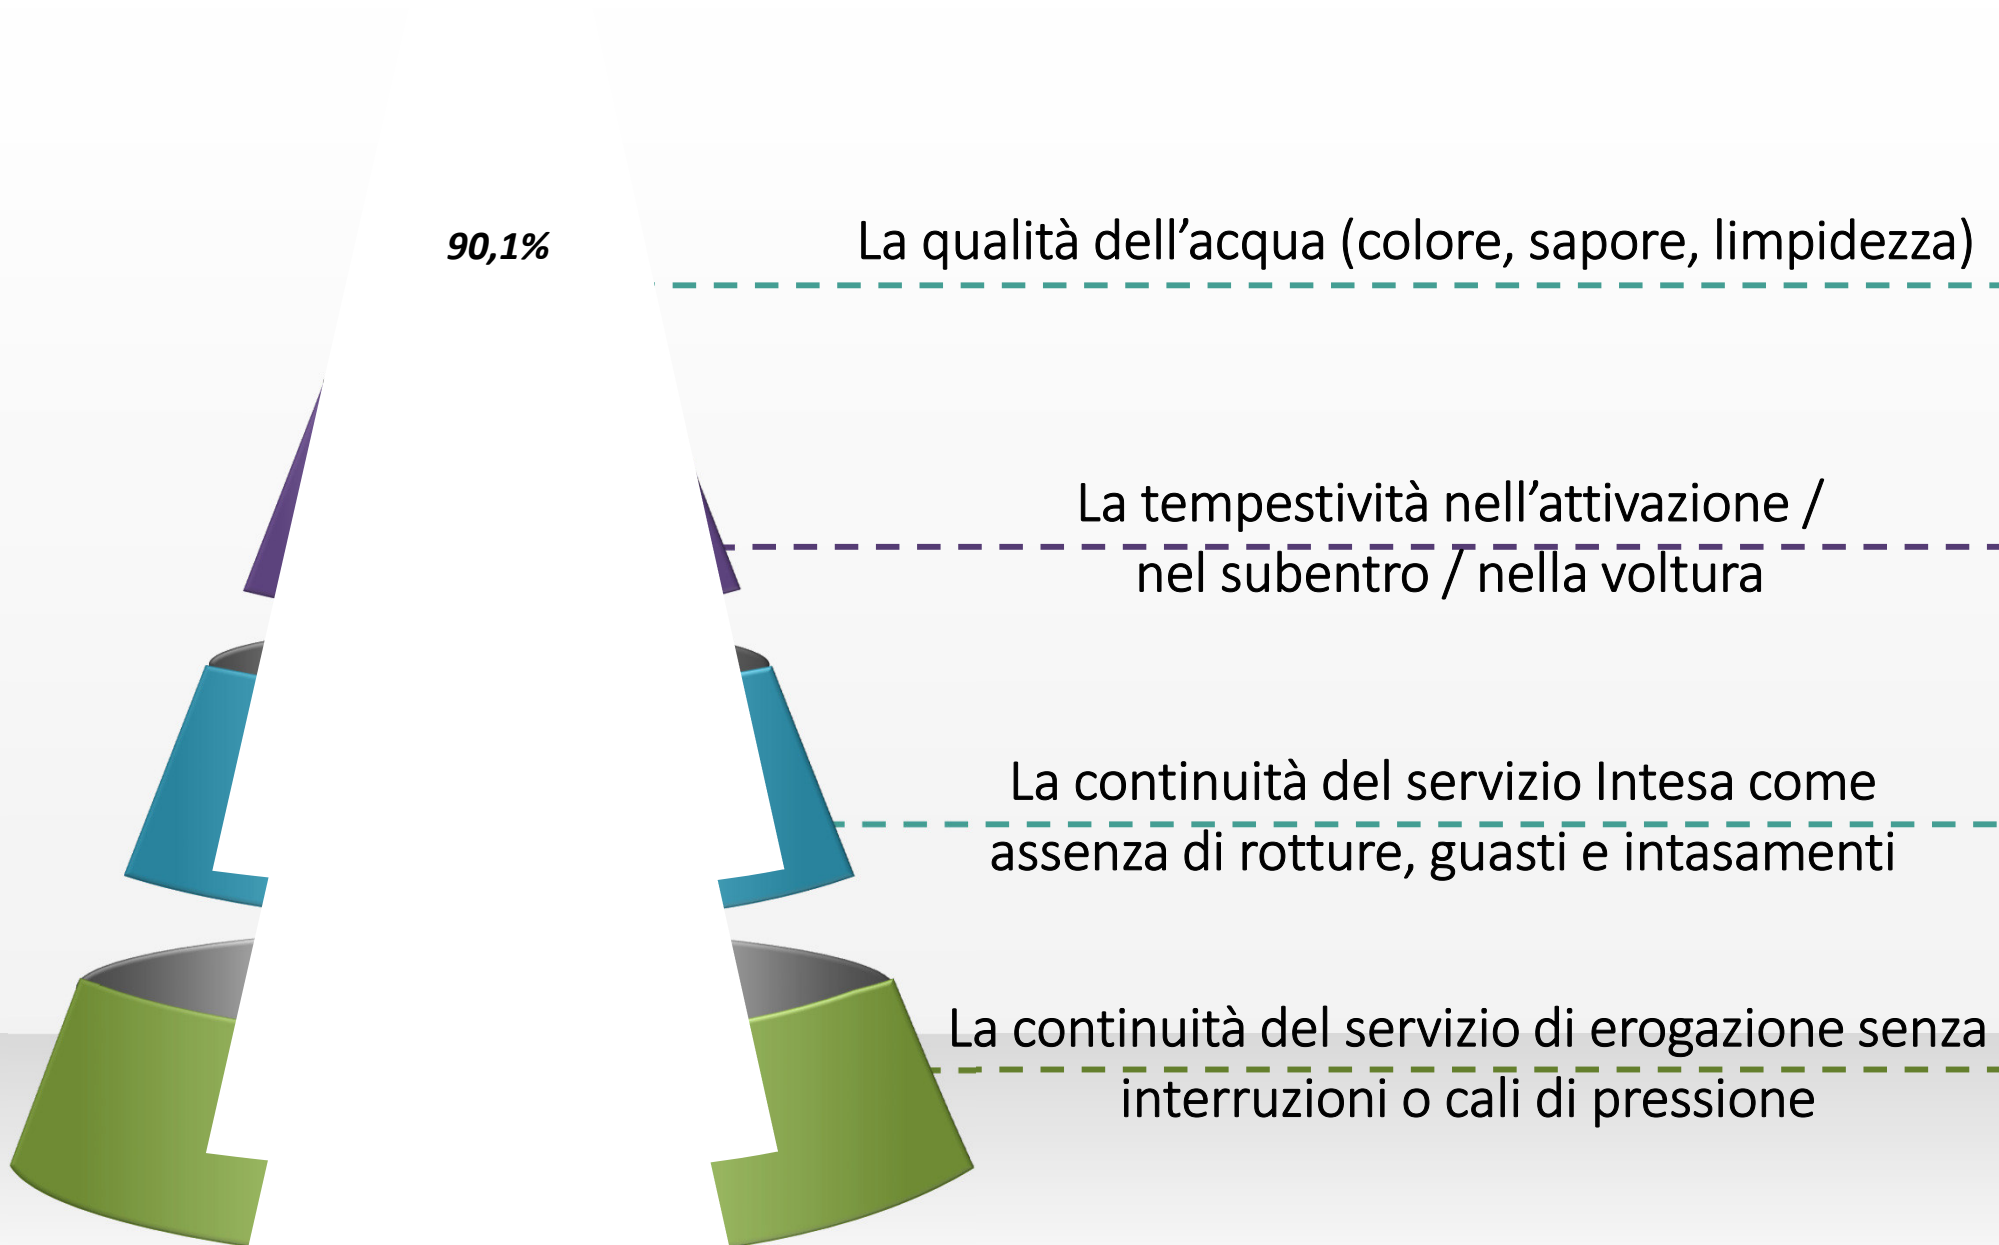 90,1%
La qualità dell’acqua (colore, sapore, limpidezza)
La tempestività nell’attivazione /
nel subentro / nella voltura
La continuità del servizio Intesa come
assenza di rotture, guasti e intasamenti
La continuità del servizio di erogazione senza
interruzioni o cali di pressione